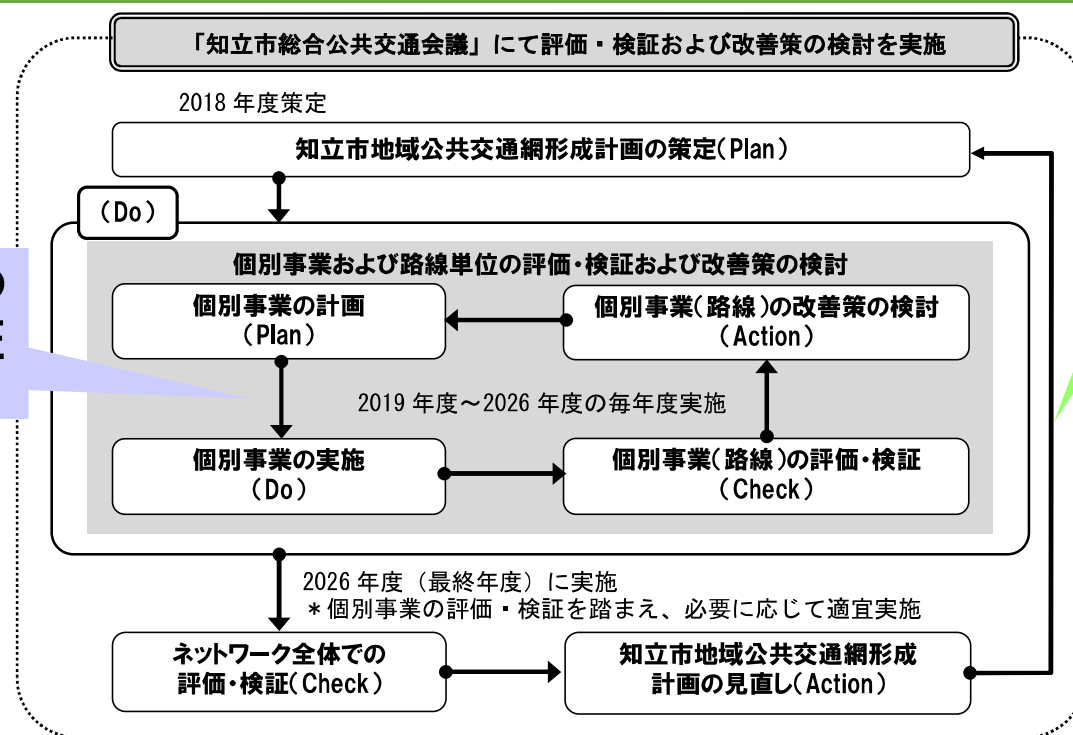 「知立市総合公共交通会議」にて評価・検証および改善策の検討を実施
2018 年度策定
知立市地域公共交通網形成計画の策定(Plan)
(Do)
個別事業および路線単位の評価・検証および改善策の検討
個別事業の計画
(Plan)
個別事業(路線)の改善策の検討
(Action)
2019 年度～2026 年度の毎年度実施
個別事業の実施
(Do)
個別事業(路線)の評価・検証
(Check)
2026 年度（最終年度）に実施
＊個別事業の評価・検証を踏まえ、必要に応じて適宜実施
ネットワーク全体での
評価・検証(Check)
知立市地域公共交通網形成
計画の見直し(Action)